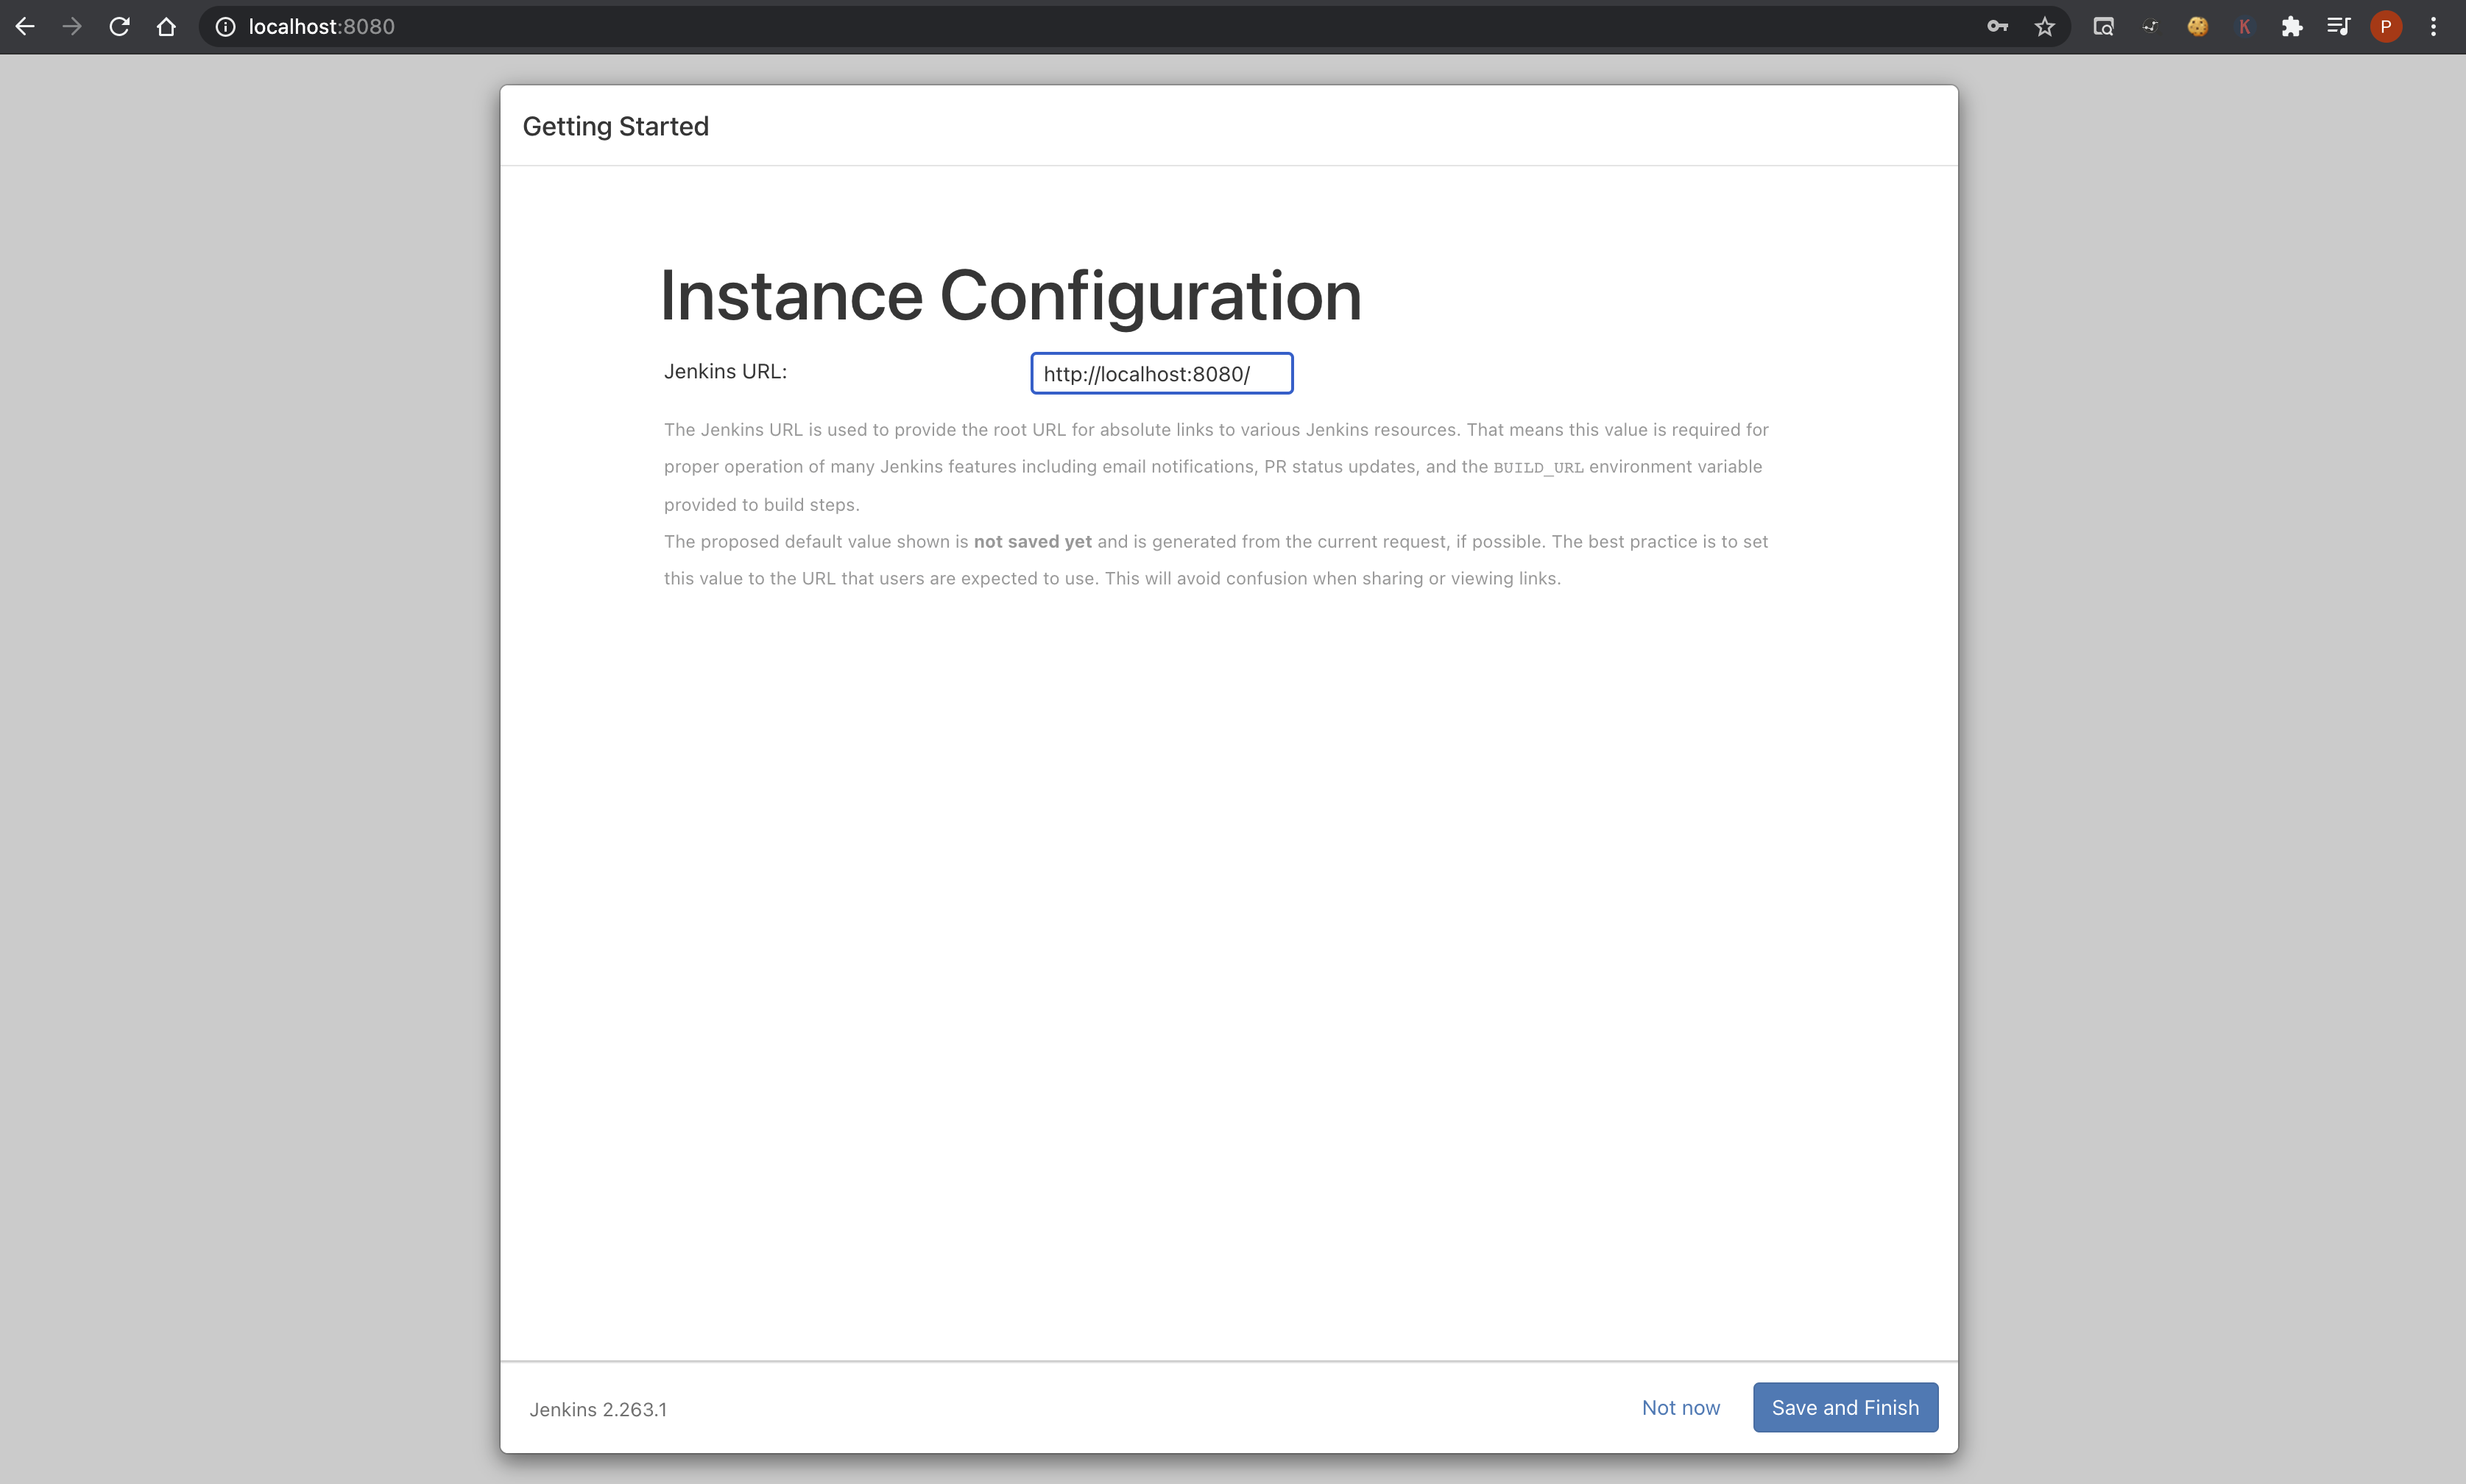 localhost:8080
K
P
Getting Started
Instance Configuration
Jenkins URL:
http://localhost:8080/
The Jenkins URL is used to provide the root URL for absolute links to various Jenkins resources. That means this value is required for
proper operation of many Jenkins features including email notifications, PR status updates, and the BUILD_URL environment variable
provided to build steps.
The proposed default value shown is not saved yet and is generated from the current request, if possible. The best practice is to set
this value to the URL that users are expected to use. This will avoid confusion when sharing or viewing links.
Jenkins 2.263.1
Not now
Save and Finish